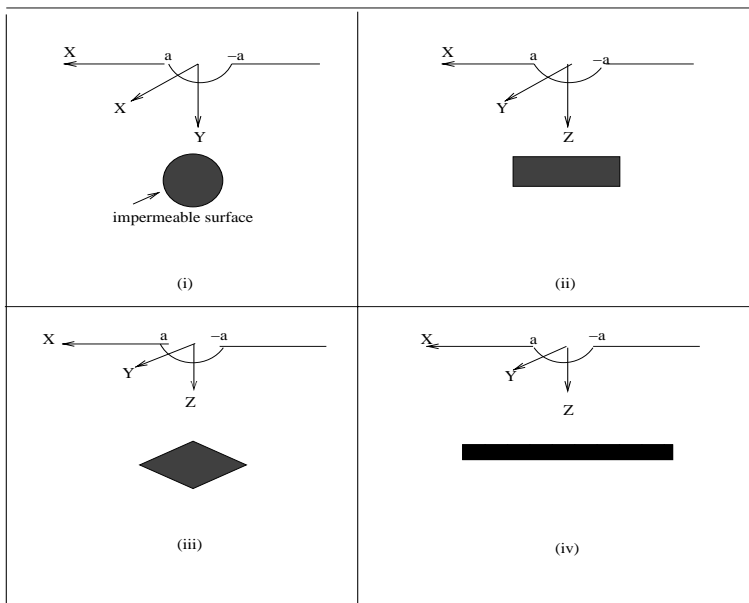 X a −a
X
Y
impermeable surface
(i)
X a −a
Y
Z
(ii)
X a −a
Y
Z
(iii)
X a −a
Y
Z
(iv)